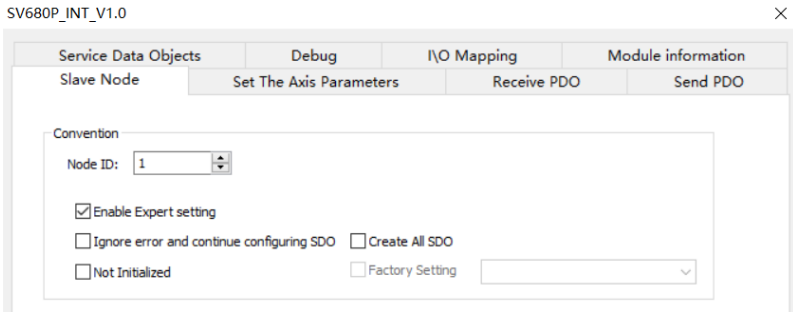 SV680P_INT_V1.0
Service Data Objects Debug I\O Mapping Module information
Slave Node Set The Axis Parameters Receive PDO Send PDO
Convention
Node ID: 1
Enable Expert setting
Ignore error and continue configuring SDO Create All SDO
Not Initialized Factory Setting